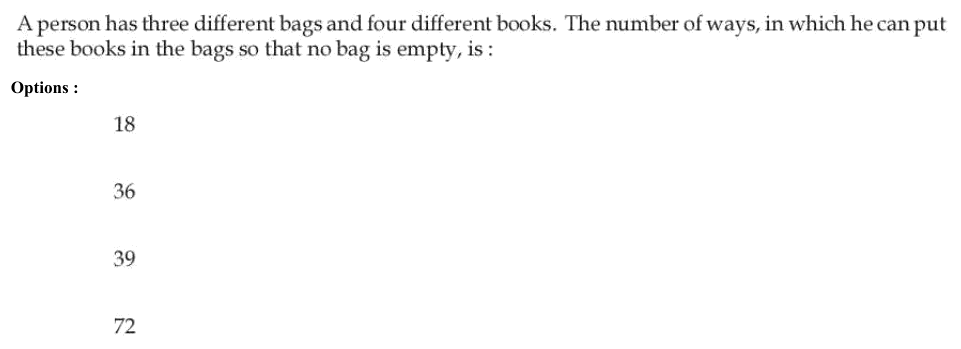 A person has three different bags and four different books. The number of ways, in which he can put
these books in the bags so that no bag is empty, is :
Options :
18
36
39
72